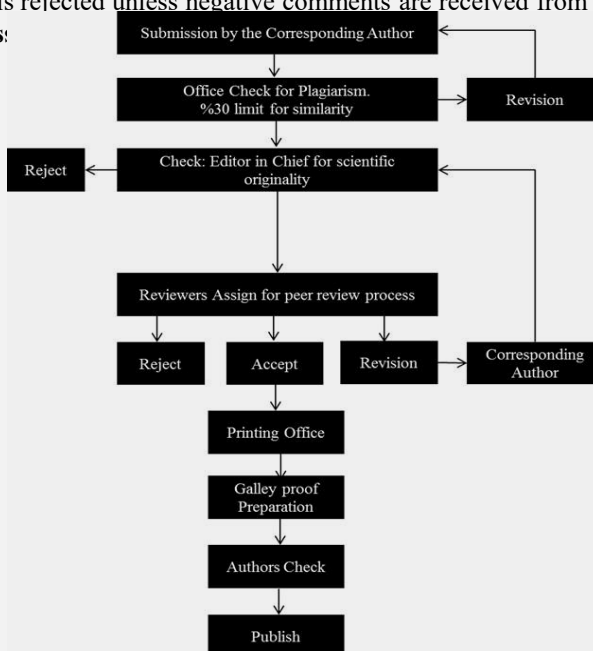 is rejected unless negative comments are received from
Submission by the Corresponding Author
Office Check for Plagiarism.
%30 limit for similarity
Revision
Reject
Check: Editor in Chief for scientific
originality
Reviewers Assign for peer review process
Reject
Accept
Revision
Corresponding
Author
Printing Office
Galley proof
Preparation
Authors Check
Publish